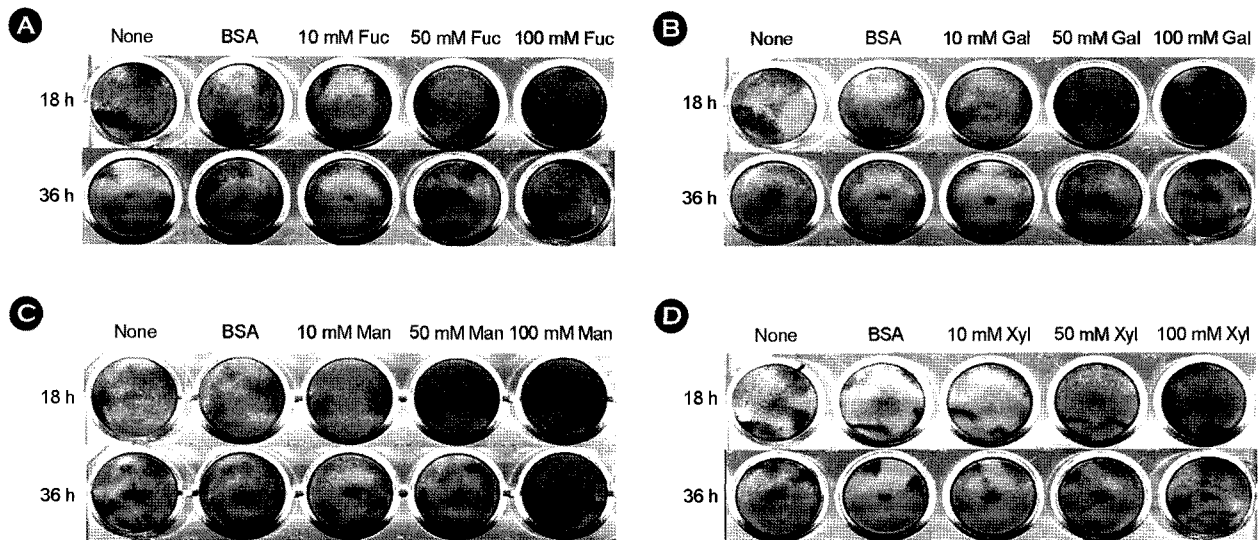 A
None BSA 10 mM Fuc 50 mM Fuc 100 mM Fuc
18 h
36 h
B
None BSA 10 mM Gal 50 mM Gal 100 mM Gal
18 h
36 h
C
None BSA 10 mM Man 50 mM Man 100 mM Man
18 h
36 h
D
None BSA 10 mM Xyl 50 mM Xyl 100 mM Xyl
18 h
36 h